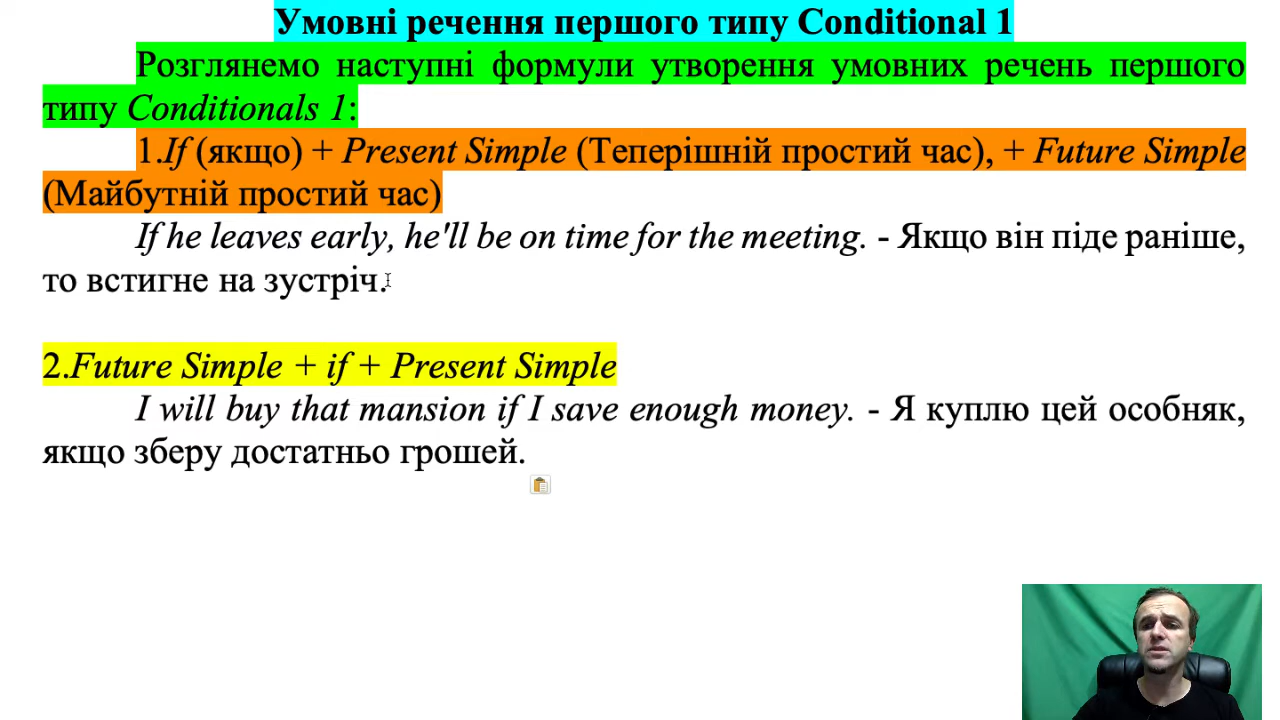 Умовні речення першого типу Conditional 1
Розглянемо наступні формули утворення умовних речень першого
типу Conditionals 1:
1.If (якщо) + Present Simple (Теперішній простий час), + Future Simple
(Майбутній простий час)
If he leaves early, he'll be on time for the meeting. - Якщо він піде раніше,
то встигне на зустріч.
2.Future Simple + if + Present Simple
I will buy that mansion if I save enough money. - Я куплю цей особняк,
якщо зберу достатньо грошей.